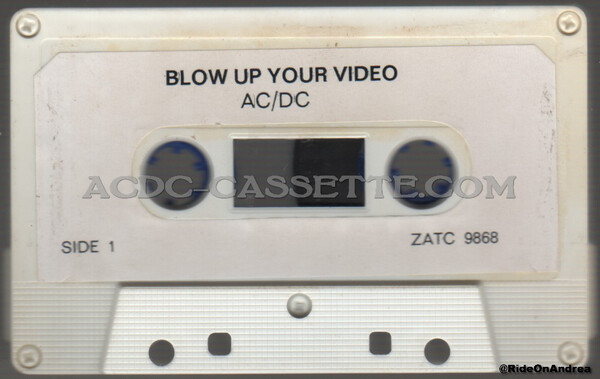 BLOW UP YOUR VIDEO
AC/DC
ACDC-CASSETTE.COM
SIDE 1
ZATC 9868
@RideOnAndrea